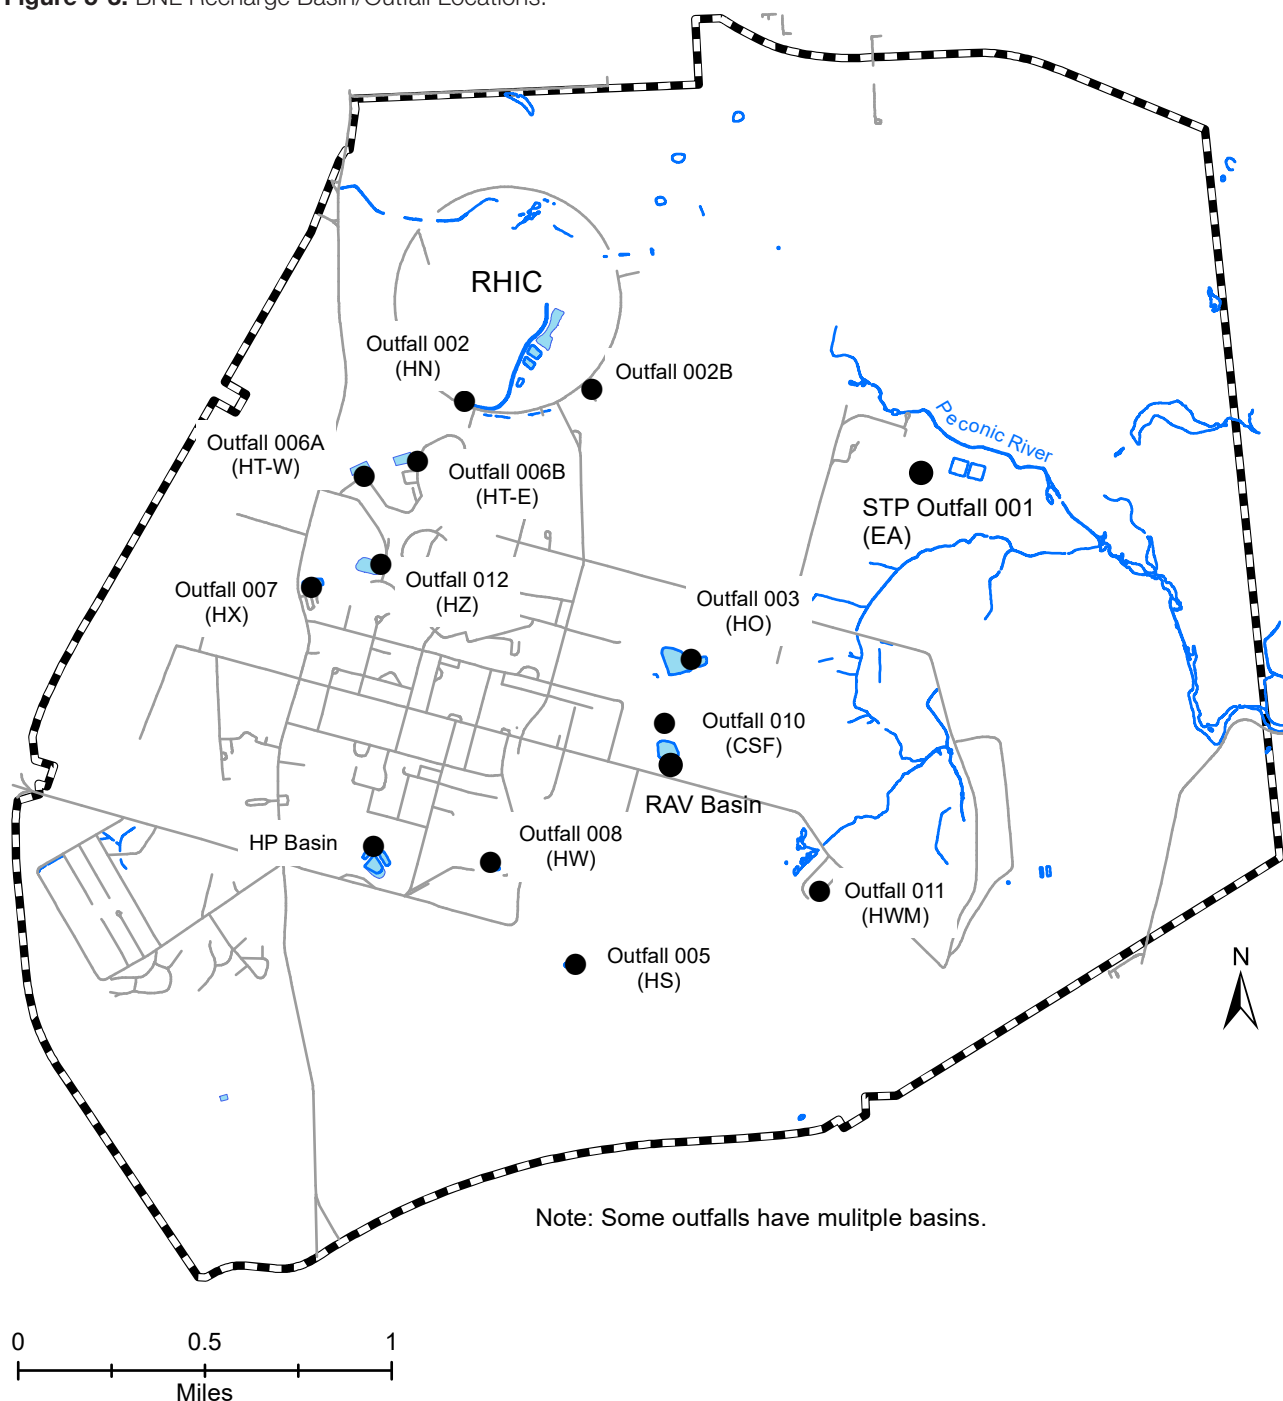 RHIC
Outfall 002
(HN)
Outfall 002B
Peconic River
Outfall 006A
(HT-W)
Outfall 006B
(HT-E)
STP Outfall 001
(EA)
Outfall 012
(HZ)
Outfall 007
(HX)
Outfall 003
(HO)
Outfall 010
(CSF)
RAV Basin
HP Basin
Outfall 008
(HW)
Outfall 011
(HWM)
Outfall 005
(HS)
N
Note: Some outfalls have mulitple basins.
0 0.5 1
Miles